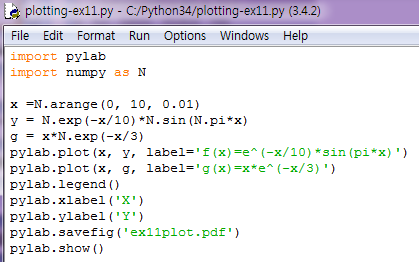 plotting-ex11.py - C:/Python34/plotting-ex11.py (3.4.2)
File Edit Format Run Options Windows Help
import pylab
import numpy as N

x =N.arange(0, 10, 0.01)
y = N.exp(-x/10)*N.sin(N.pi*x)
g = x*N.exp(-x/3)
pylab.plot(x, y, label='f(x)=e^(-x/10)*sin(pi*x)')
pylab.plot(x, g, label='g(x)=x*e^(-x/3)')
pylab.legend()
pylab.xlabel('X')
pylab.ylabel('Y')
pylab.savefig('ex11plot.pdf')
pylab.show()